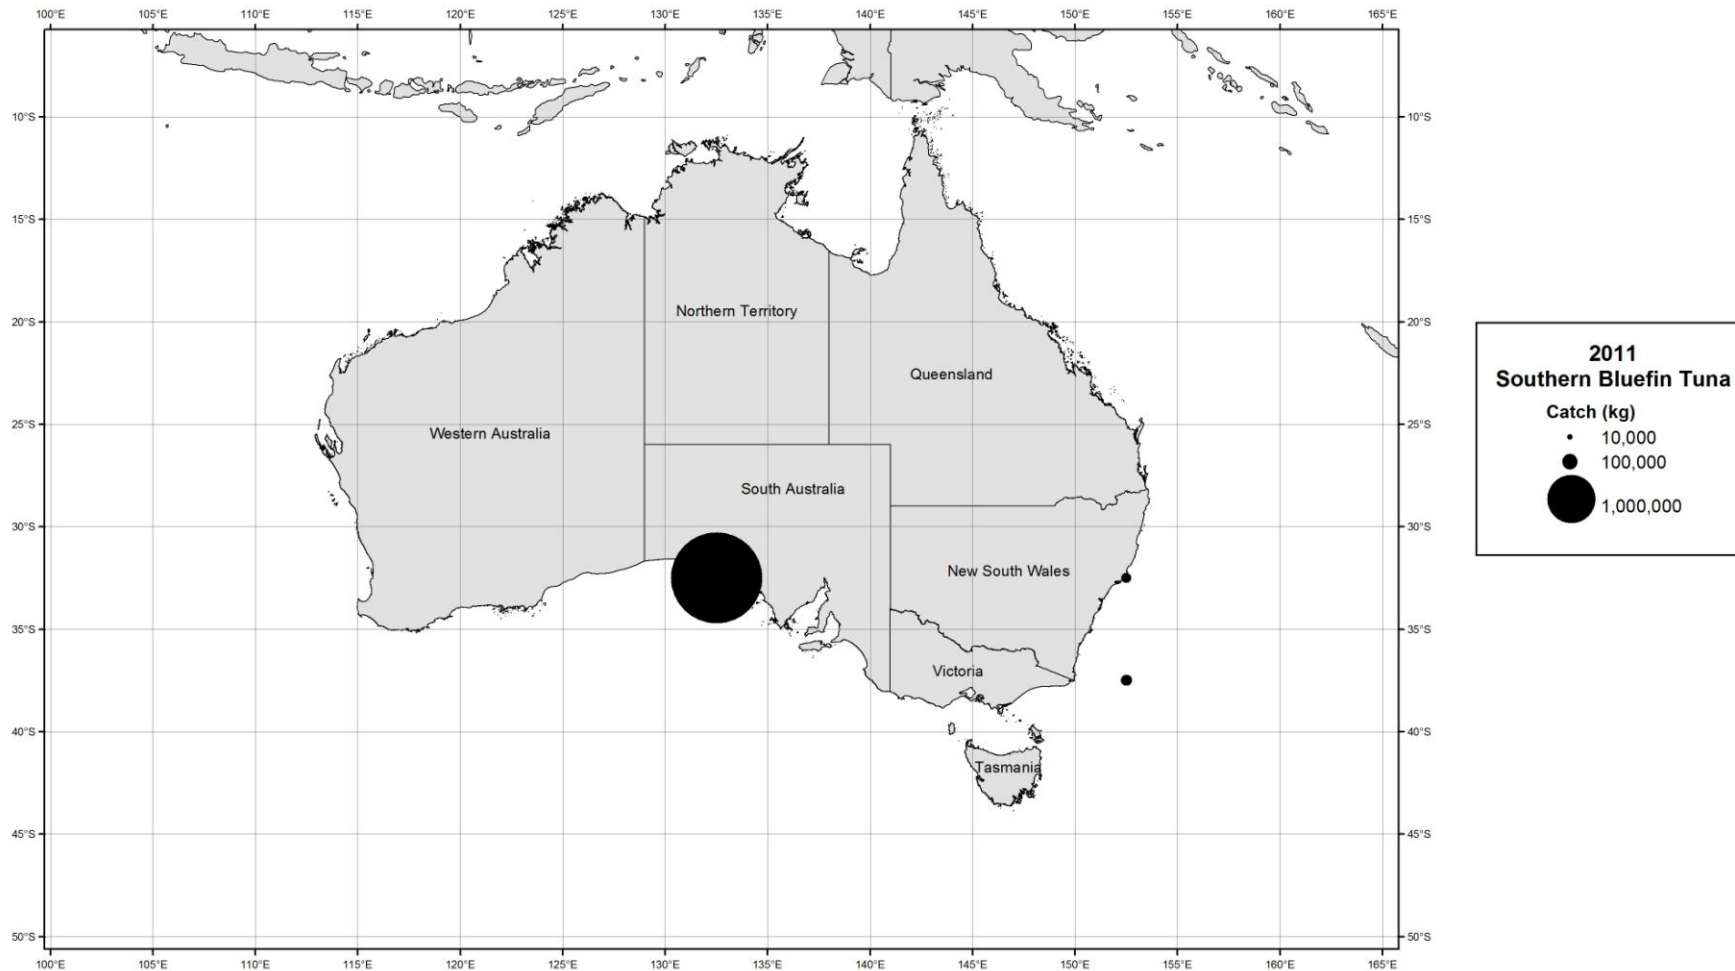 100°E 105°E 110°E 115°E 120°E 125°E 130°E 135°E 140°E 145°E 150°E 155°E 160°E 165°E
10°S 10°S
15°S 15°S
Northern Territory
20°S 20°S
2011
Southern Bluefin Tuna
Queensland
Catch (kg)
25°S 25°S
Western Australia
10,000
100,000
South Australia
1,000,000
30°S 30°S
New South Wales
35°S 35°S
Victoria
40°S 40°S
Tasmania
45°S 45°S
50°S 50°S
100°E 105°E 110°E 115°E 120°E 125°E 130°E 135°E 140°E 145°E 150°E 155°E 160°E 165°E